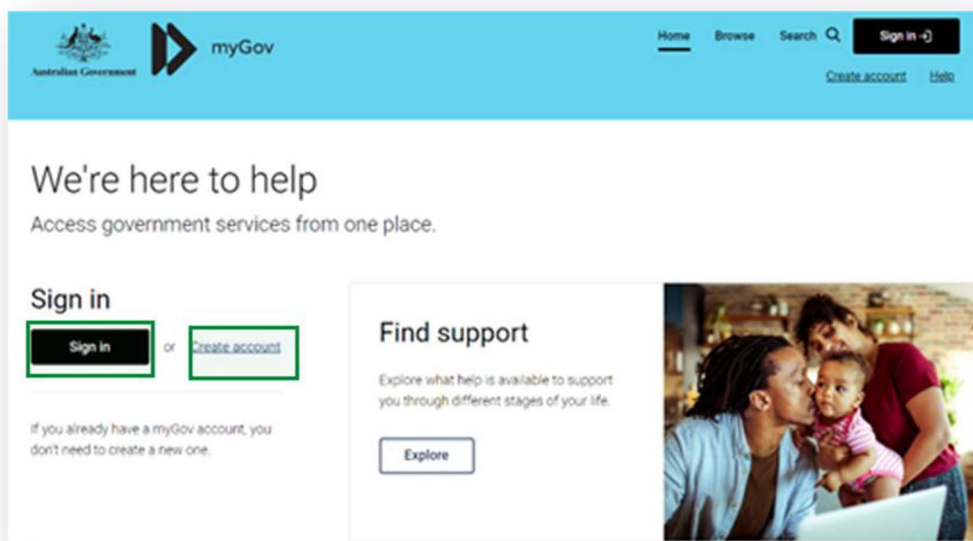 Australian Government
myGov
Home Browse Search Sign in
Create account Help
We're here to help
Access government services from one place.
Sign in
Sign in or Create account
If you already have a myGov account, you
don't need to create a new one.
Find support
Explore what help is available to support
you through different stages of your life.
Explore